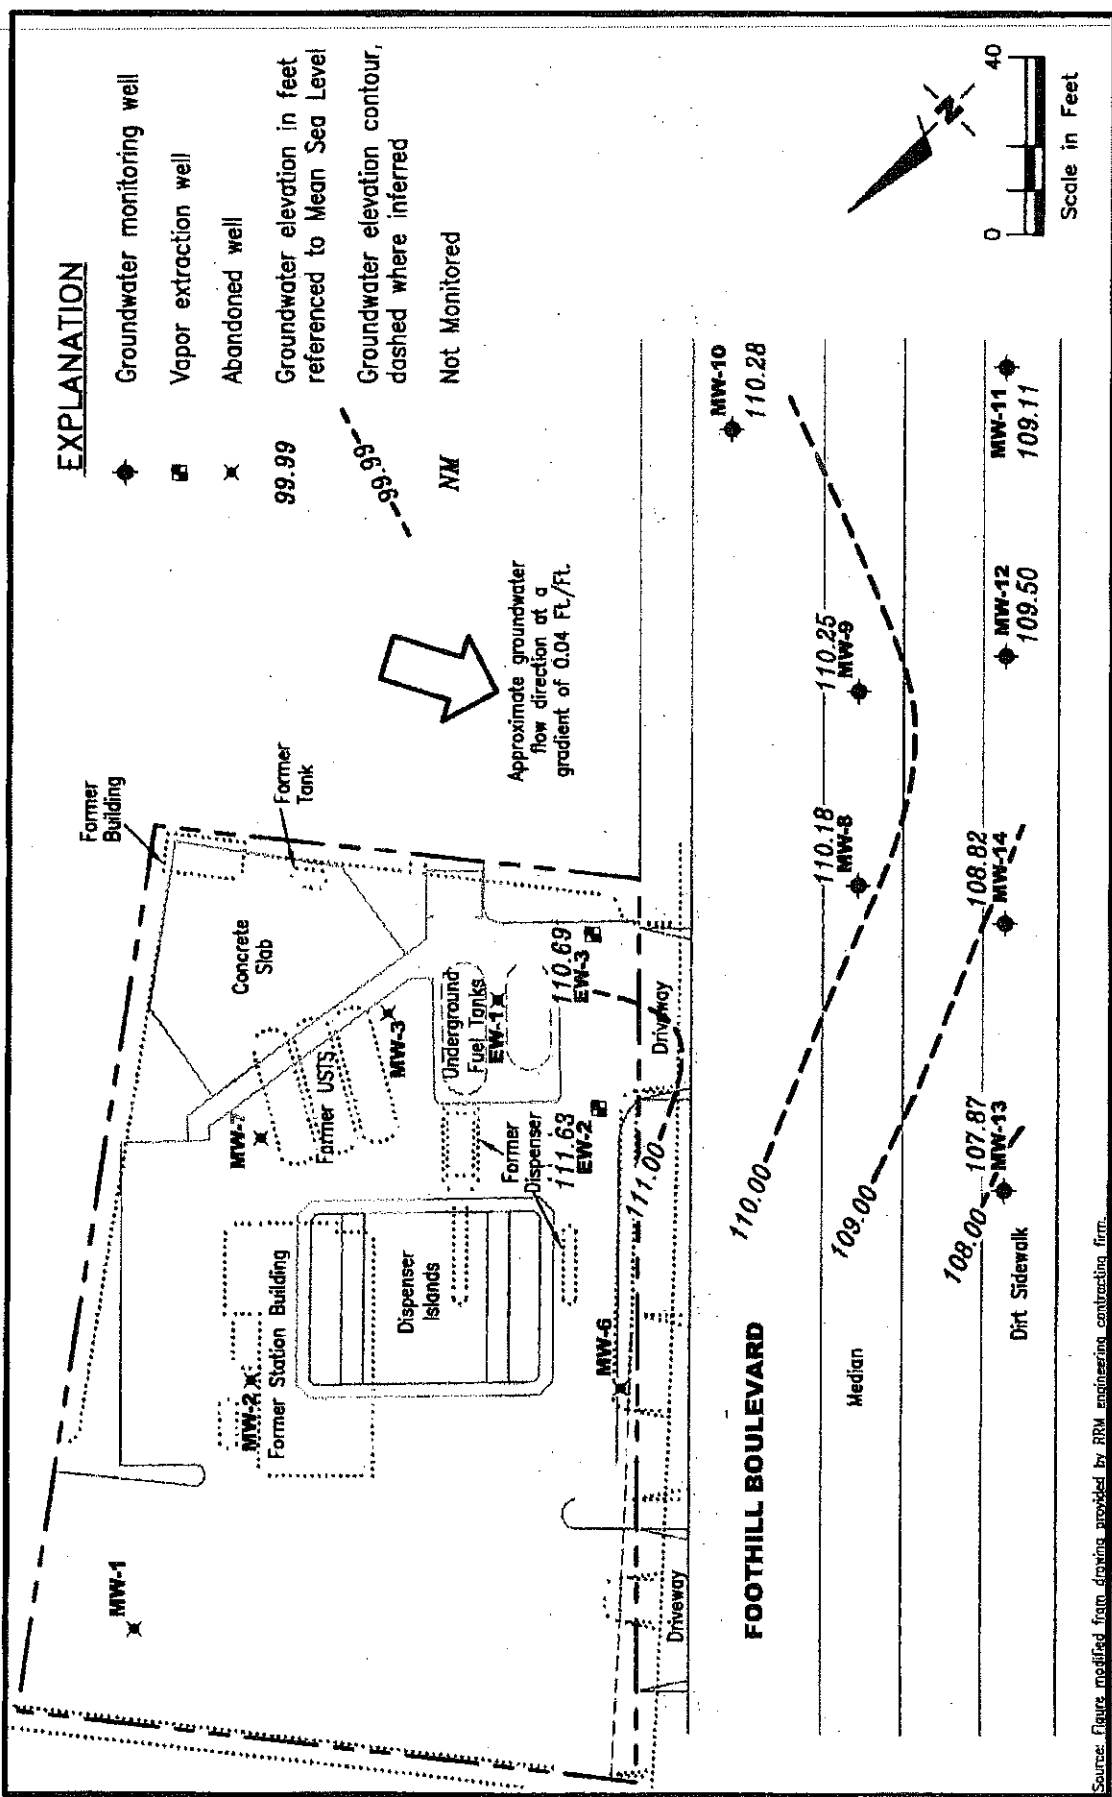 EXPLANATION
Groundwater monitoring well
Vapor extraction well
Abandoned well
99.99
Groundwater elevation in feet
referenced to Mean Sea Level
99.99
Groundwater elevation contour,
dashed where inferred
NM
Not Monitored
Approximate groundwater
flow direction at a
gradient of 0.04 Ft./Ft.
MW-1
MW-2
Former Station Building
MW-7
Former USTS
MW-3
Concrete
Slab
Former
Building
Former
Tank
Dispenser
Islands
Former
Dispenser
Underground
Fuel Tanks
EW-1
111.63
EW-2
110.69
EW-3
MW-6
111.00
Driveway
Driveway
FOOTHILL BOULEVARD
110.00
MW-10
110.28
Median
109.00
110.18
MW-8
110.25
MW-9
108.00
107.87
MW-13
108.82
MW-14
MW-12
109.50
MW-11
109.11
Dirt Sidewalk
N
0
40
Scale in Feet
Source: Figure modified from drawing provided by RRM engineering contracting firm.